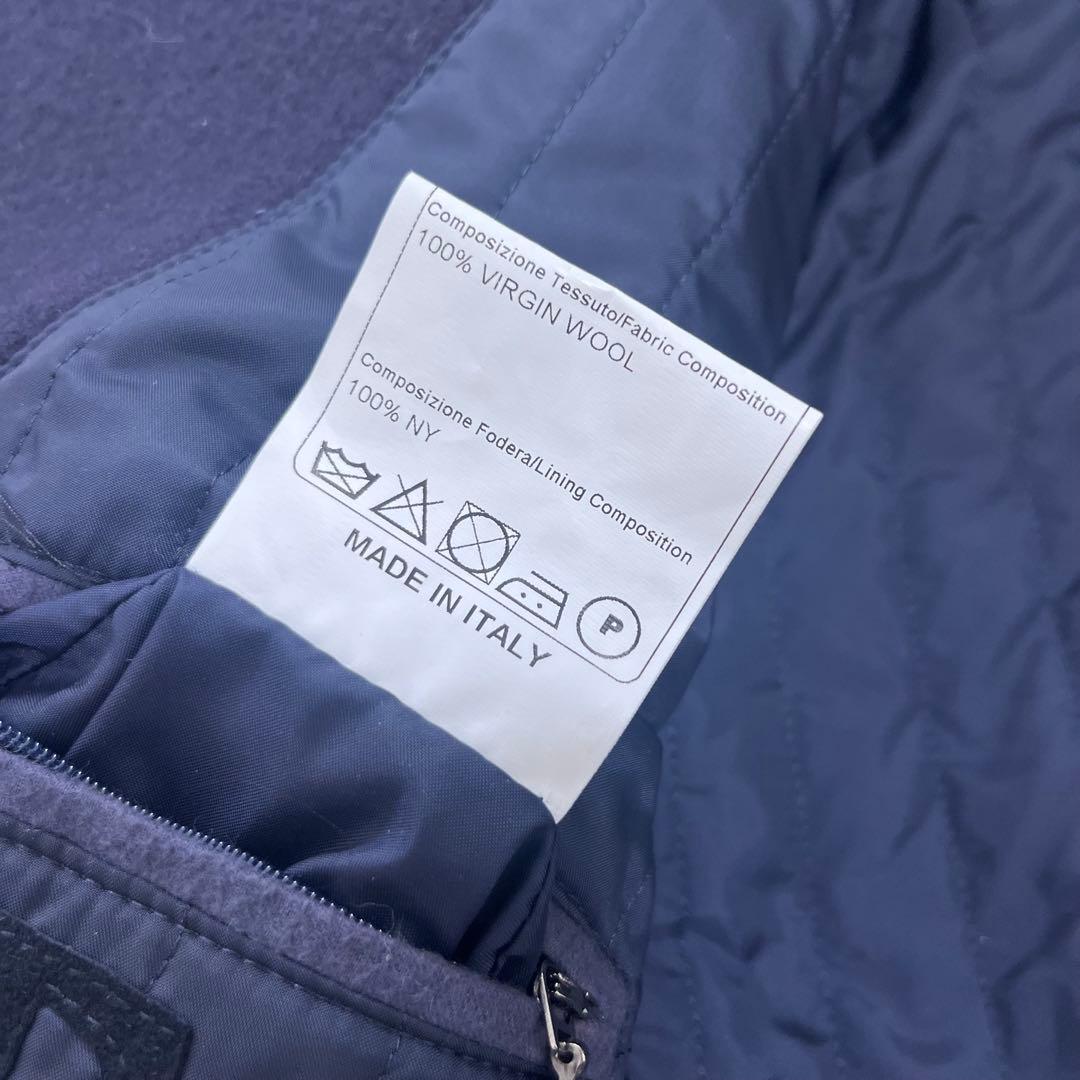 Composizione Tessuto/Fabric Composition
100% VIRGIN WOOL
Composizione Fodera/Lining Composition
100% NY
P
MADE IN ITALY